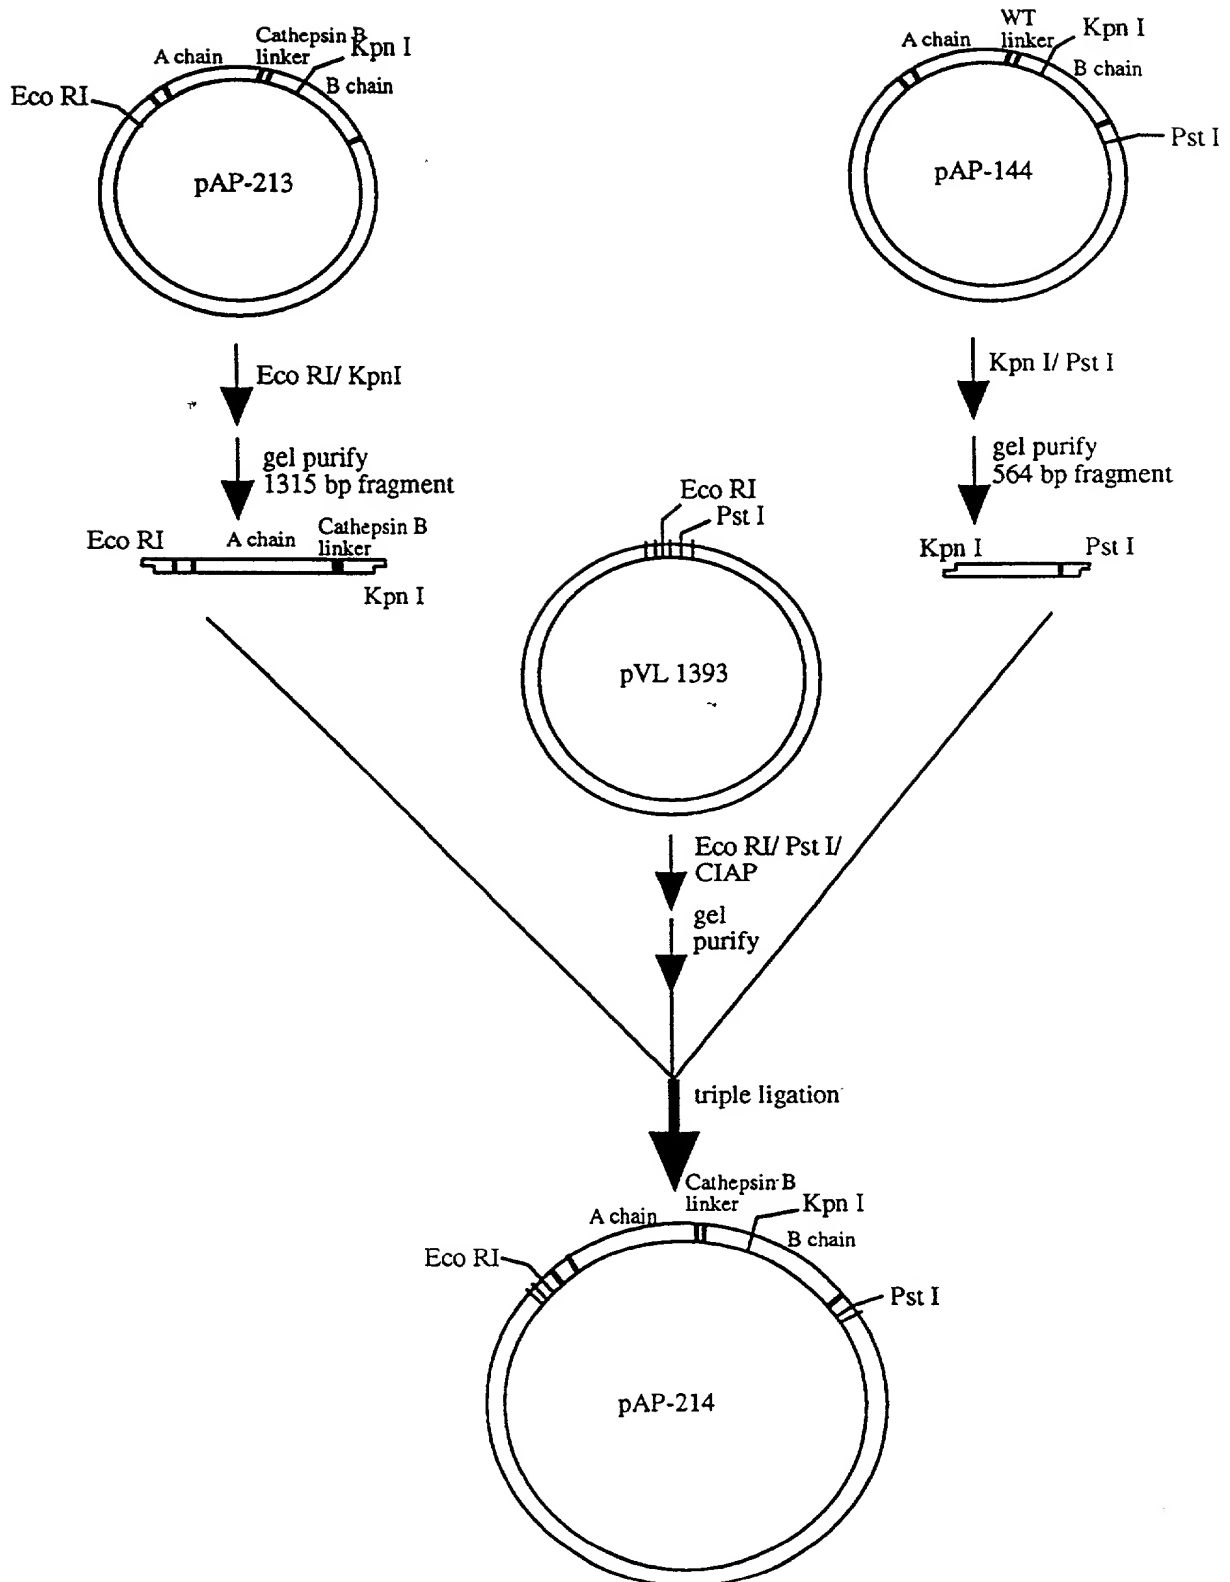 Cathepsin B
linker
Kpn I
A chain
B chain
Eco RI
pAP-213
WT
linker
Kpn I
A chain
B chain
Pst I
pAP-144
Eco RI/ KpnI
gel purify
1315 bp fragment
Kpn I/ Pst I
gel purify
564 bp fragment
Eco RI
A chain
Cathepsin B
linker
Kpn I
Eco RI
Pst I
pVL 1393
Kpn I
Pst I
Eco RI/ Pst I/
CIAP
gel
purify
triple ligation
Cathepsin B
linker
Kpn I
A chain
B chain
Eco RI
Pst I
pAP-214